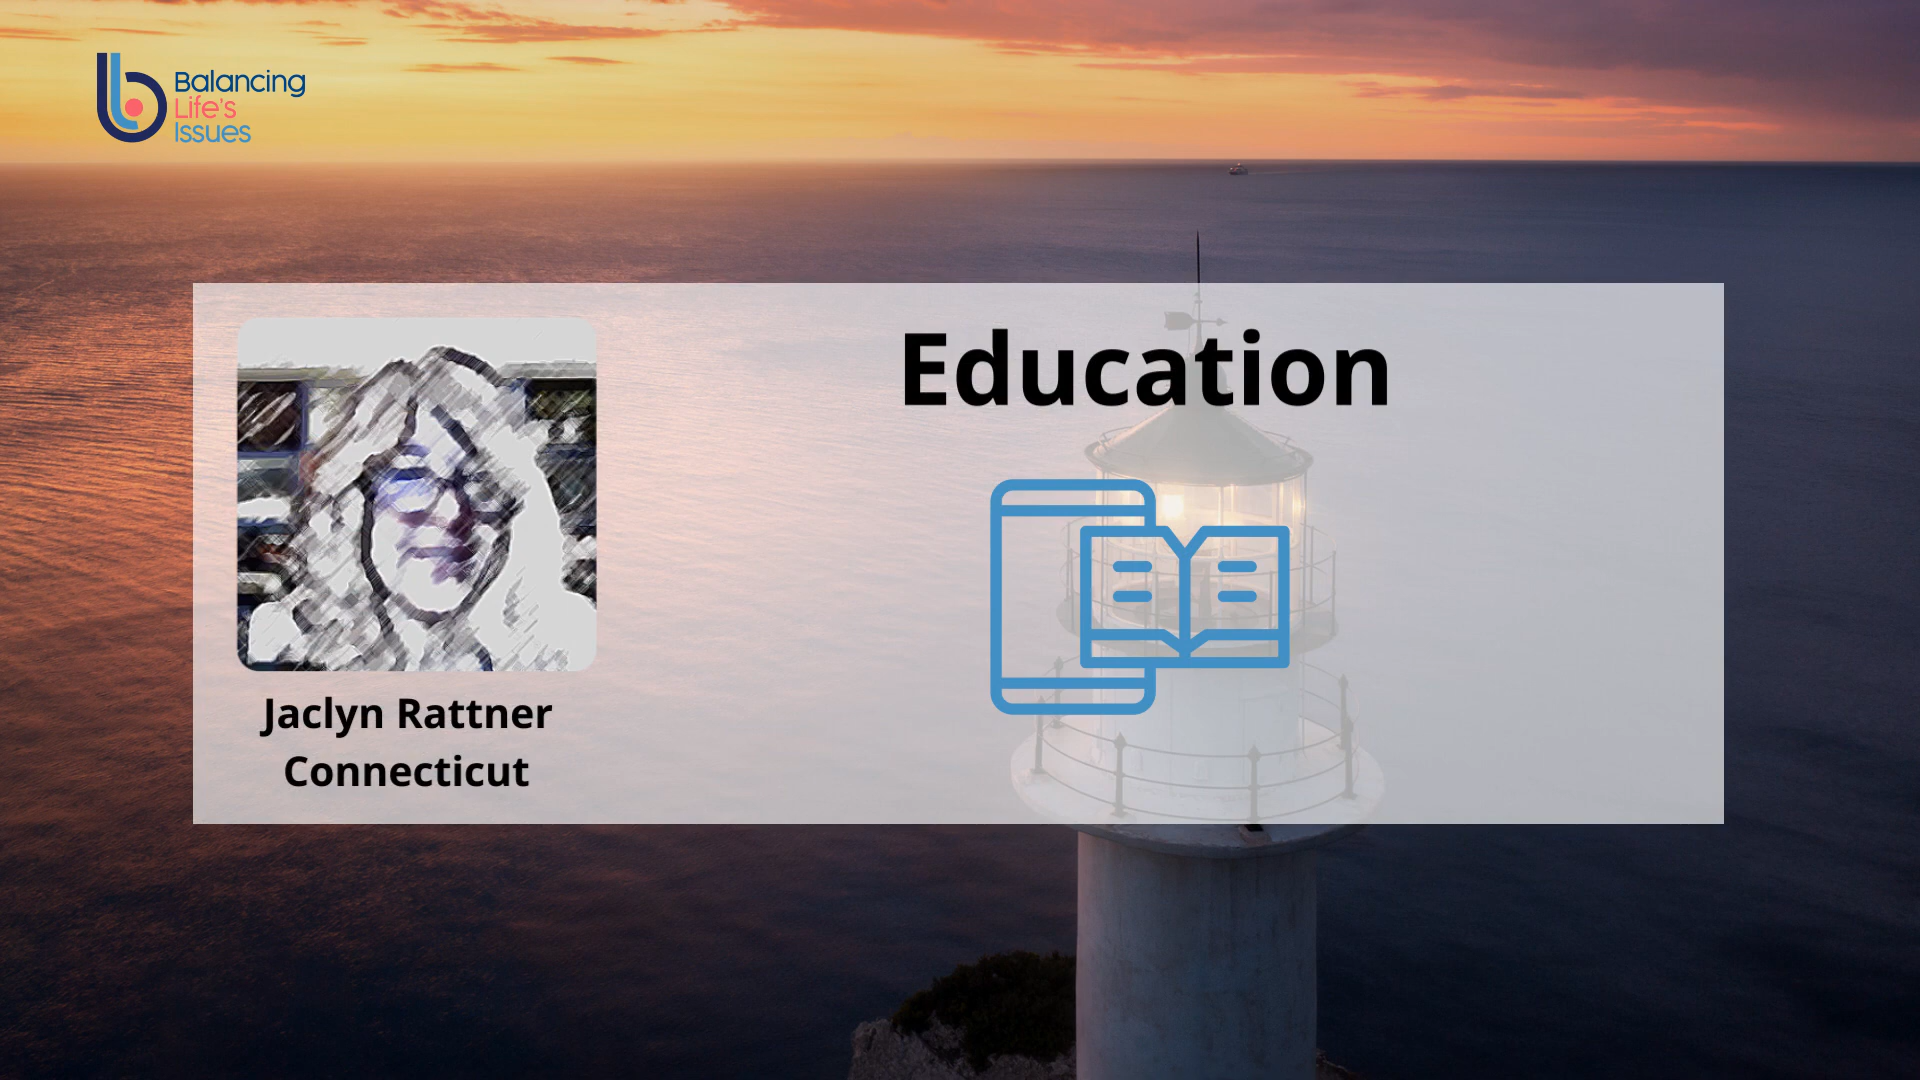 Balancing
Life's
Issues
Education
Jaclyn Rattner
Connecticut